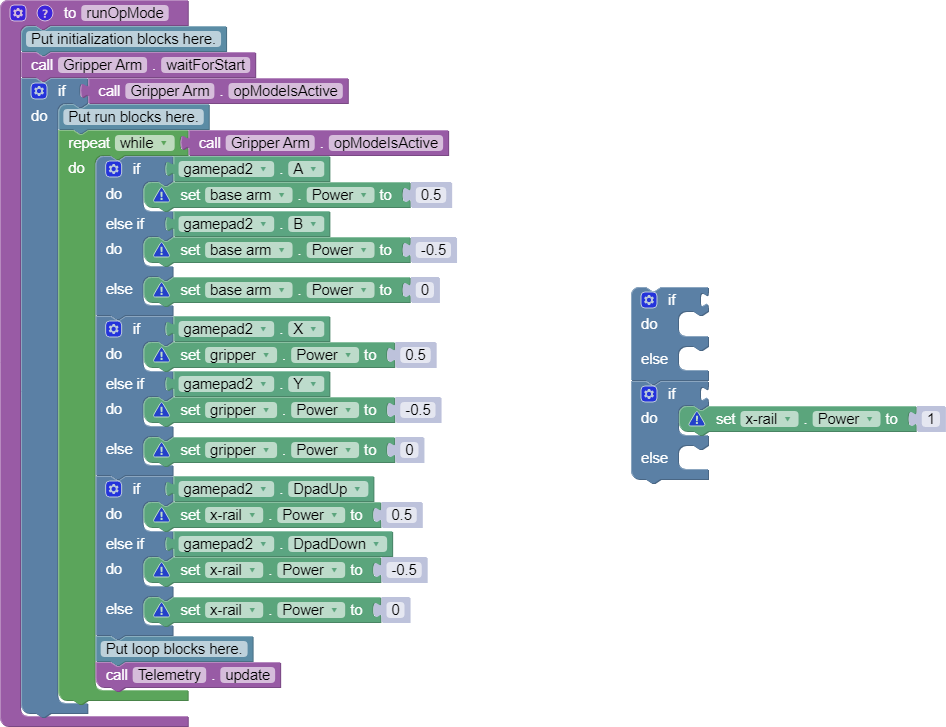 ? to runOpMode
Put initialization blocks here.
call Gripper Arm . waitForStart
if call Gripper Arm . opModeIsActive
do Put run blocks here.
repeat while call Gripper Arm . opModeIsActive
do if gamepad2 . A
do set base arm . Power to 0.5
else if gamepad2 . B
do set base arm . Power to -0.5
else set base arm . Power to 0
if gamepad2 . X
do set gripper . Power to 0.5
else if gamepad2 . Y
do set gripper . Power to -0.5
else set gripper . Power to 0
if gamepad2 . DpadUp
do set x-rail . Power to 0.5
else if gamepad2 . DpadDown
do set x-rail . Power to -0.5
else set x-rail . Power to 0
Put loop blocks here.
call Telemetry . update
if
do
else
if
do set x-rail . Power to 1
else